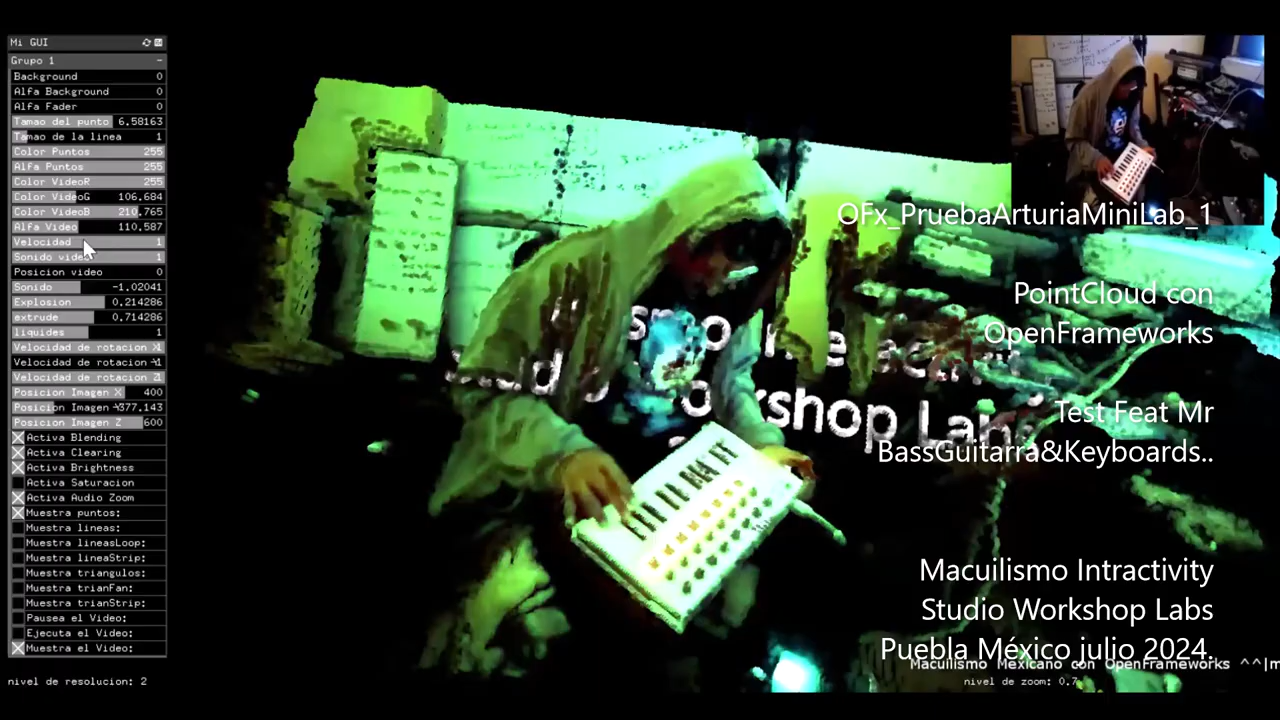 Mi GUI
Grupo 1 -
Background 0
Alfa Background 0
Alfa Fader 0
Tamao del punto 6.58163
Tamao de la linea 1
Color Puntos 255
Alfa Puntos 255
Color VideoR 255
Color VideoG 106.684
Color VideoB 210.765
Alfa Video 110.587
Velocidad 1
Sonido video 1
Posicion video 0
Sonido -1.02041
Explosion 0.214286
extrude 0.714286
liquides 1
Velocidad de rotacion
Velocidad de rotacion
Velocidad de rotacion
Posicion Imagen X 400
Posicion Imagen 377.143
Posicion Imagen Z 600
Activa Blending
Activa Clearing
Activa Brightness
Activa Saturacion
Activa Audio Zoom
Muestra puntos:
Muestra lineas:
Muestra lineasLoop:
Muestra lineaStrip:
Muestra triangulos:
Muestra trianFan:
Muestra trianStrip:
Pausea el Video:
Ejecuta el Video:
Muestra el Video:
nivel de resolucion: 2
OFx_PruebaArturiaMiniLab_1
PointCloud con
OpenFrameworks
Test Feat Mr
BassGuitarra&Keyboards..
Macuilismo Intractivity
Studio Workshop Labs
Puebla México julio 2024.
Macuilismo Mexicano con OpenFrameworks ^^|m
nivel de zoom: 0.7